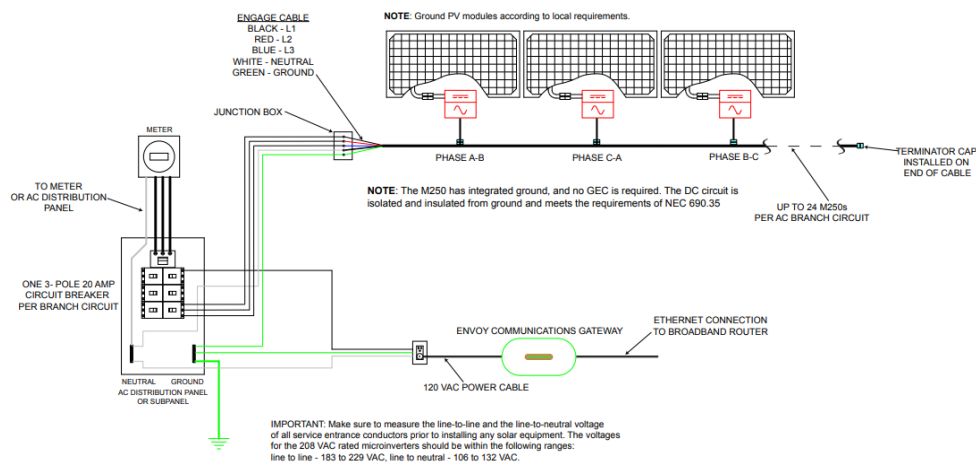 ENGAGE CABLE
BLACK - L1
RED - L2
BLUE - L3
WHITE - NEUTRAL
GREEN - GROUND
NOTE: Ground PV modules according to local requirements.
JUNCTION BOX
METER
PHASE A-B
PHASE C-A
PHASE B-C
TERMINATOR CAP
INSTALLED ON
END OF CABLE
TO METER
OR AC DISTRIBUTION
PANEL
NOTE: The M250 has integrated ground, and no GEC is required. The DC circuit is
isolated and insulated from ground and meets the requirements of NEC 690.35
UP TO 24 M250s
PER AC BRANCH CIRCUIT
ONE 3- POLE 20 AMP
CIRCUIT BREAKER
PER BRANCH CIRCUIT
ENVOY COMMUNICATIONS GATEWAY
ETHERNET CONNECTION
TO BROADBAND ROUTER
NEUTRAL
GROUND
AC DISTRIBUTION PANEL
OR SUBPANEL
120 VAC POWER CABLE
IMPORTANT: Make sure to measure the line-to-line and the line-to-neutral voltage
of all service entrance conductors prior to installing any solar equipment. The voltages
for the 208 VAC rated microinverters should be within the following ranges:
line to line - 183 to 229 VAC, line to neutral - 106 to 132 VAC.